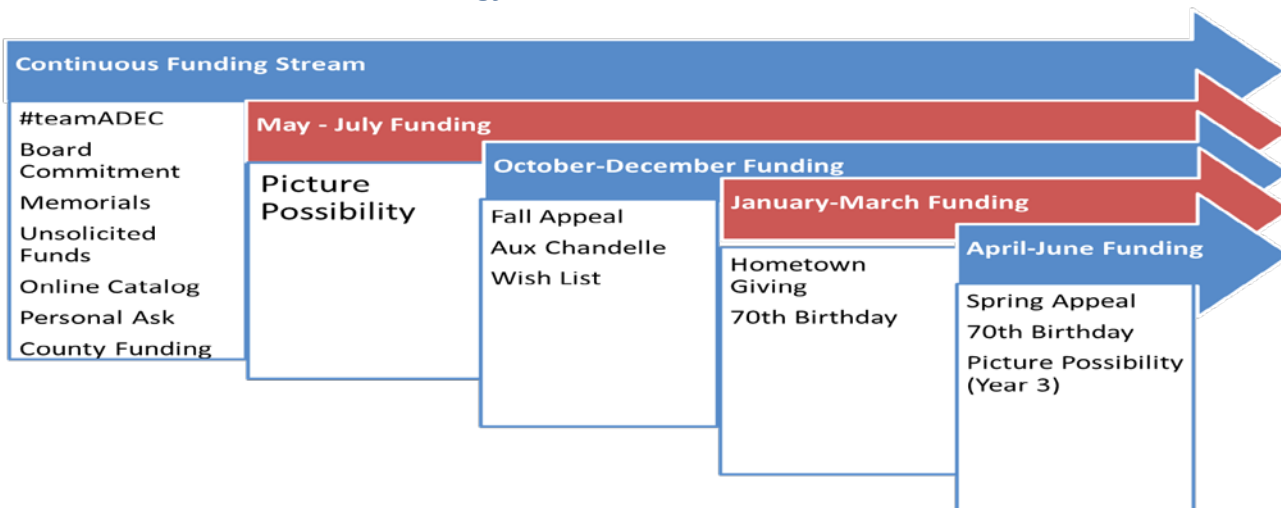 Continuous Funding Stream
#teamADEC
Board
Commitment
Memorials
Unsolicited
Funds
Online Catalog
Personal Ask
County Funding
May - July Funding
Picture
Possibility
October-December Funding
Fall Appeal
Aux Chandelle
Wish List
January-March Funding
Hometown
Giving
70th Birthday
April-June Funding
Spring Appeal
70th Birthday
Picture Possibility
(Year 3)